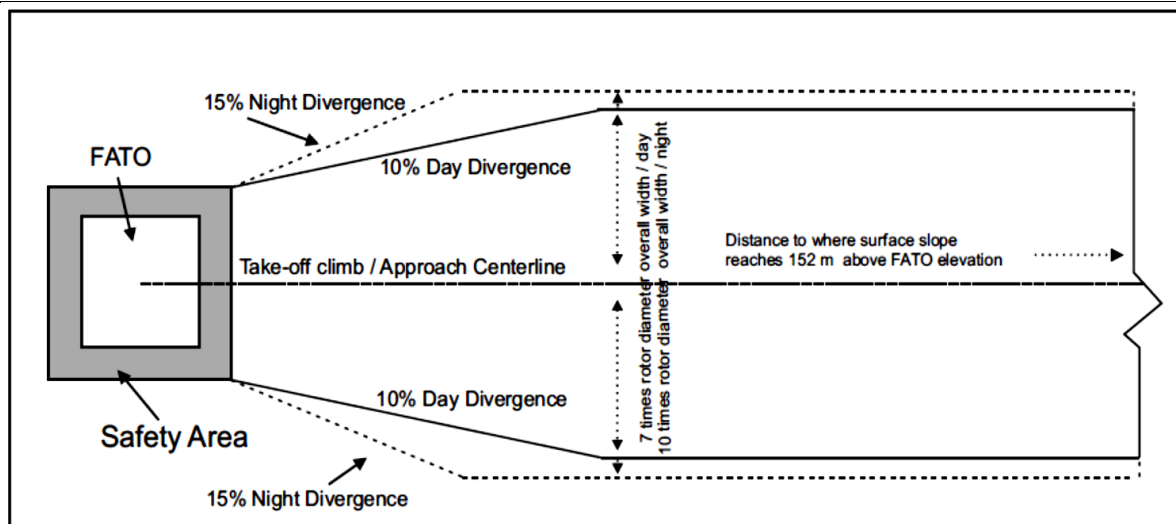 15% Night Divergence
FATO
10% Day Divergence
7 times rotor diameter overall width / day
10 times rotor diameter overall width / night
Distance to where surface slope
reaches 152 m above FATO elevation
Take-off climb / Approach Centerline
10% Day Divergence
Safety Area
15% Night Divergence